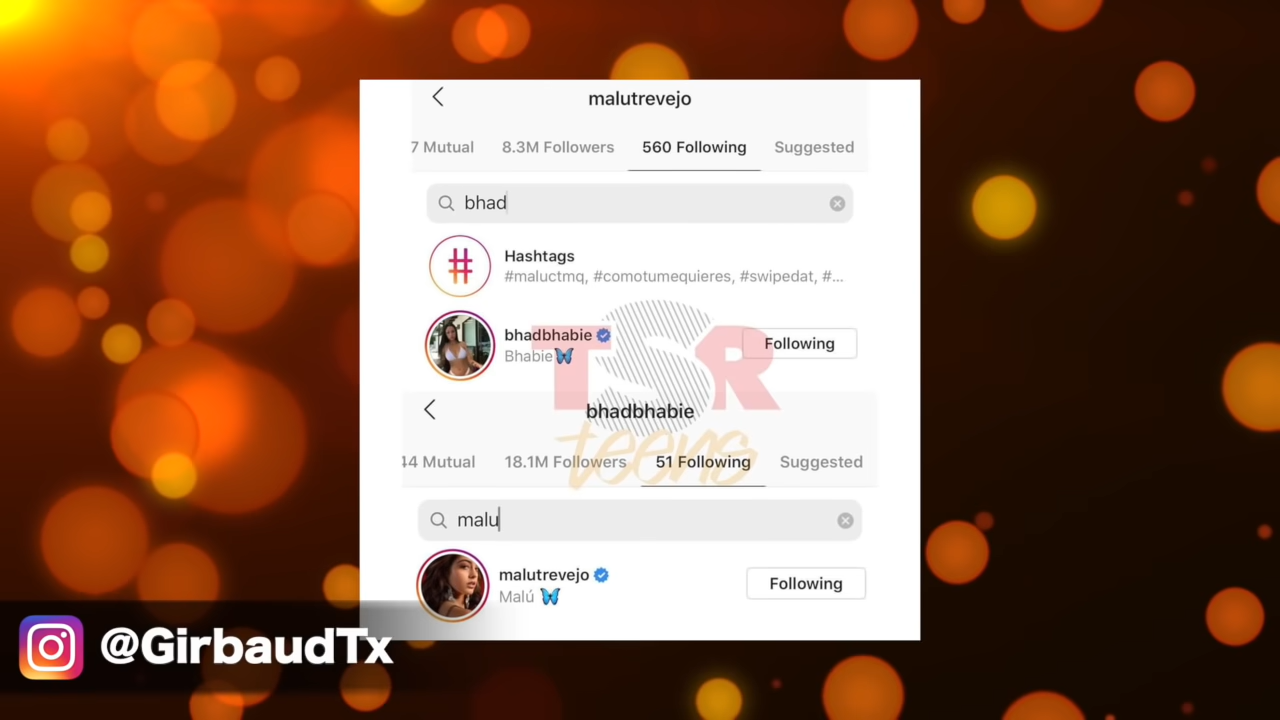 malutrevejo
7 Mutual 8.3M Followers 560 Following Suggested
bhad
Hashtags
#maluctmq, #comotumequieres, #swipedat, #...
bhadbhabie
Following
Bhabie🦋
TSR
teens
bhadbhabie
44 Mutual 18.1M Followers 51 Following Suggested
malu
malutrevejo
Following
Malú 🦋
@GirbaudTx